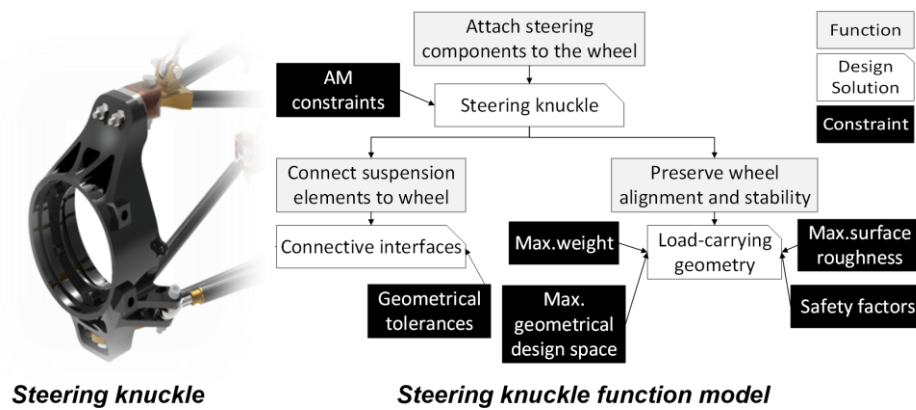 Attach steering
components to the wheel
Function
Design
Solution
Constraint
AM
constraints
Steering knuckle
Connect suspension
elements to wheel
Preserve wheel
alignment and stability
Connective interfaces
Max.weight
Load-carrying
geometry
Max.surface
roughness
Geometrical
tolerances
Max.
geometrical
design space
Safety factors
Steering knuckle
Steering knuckle function model